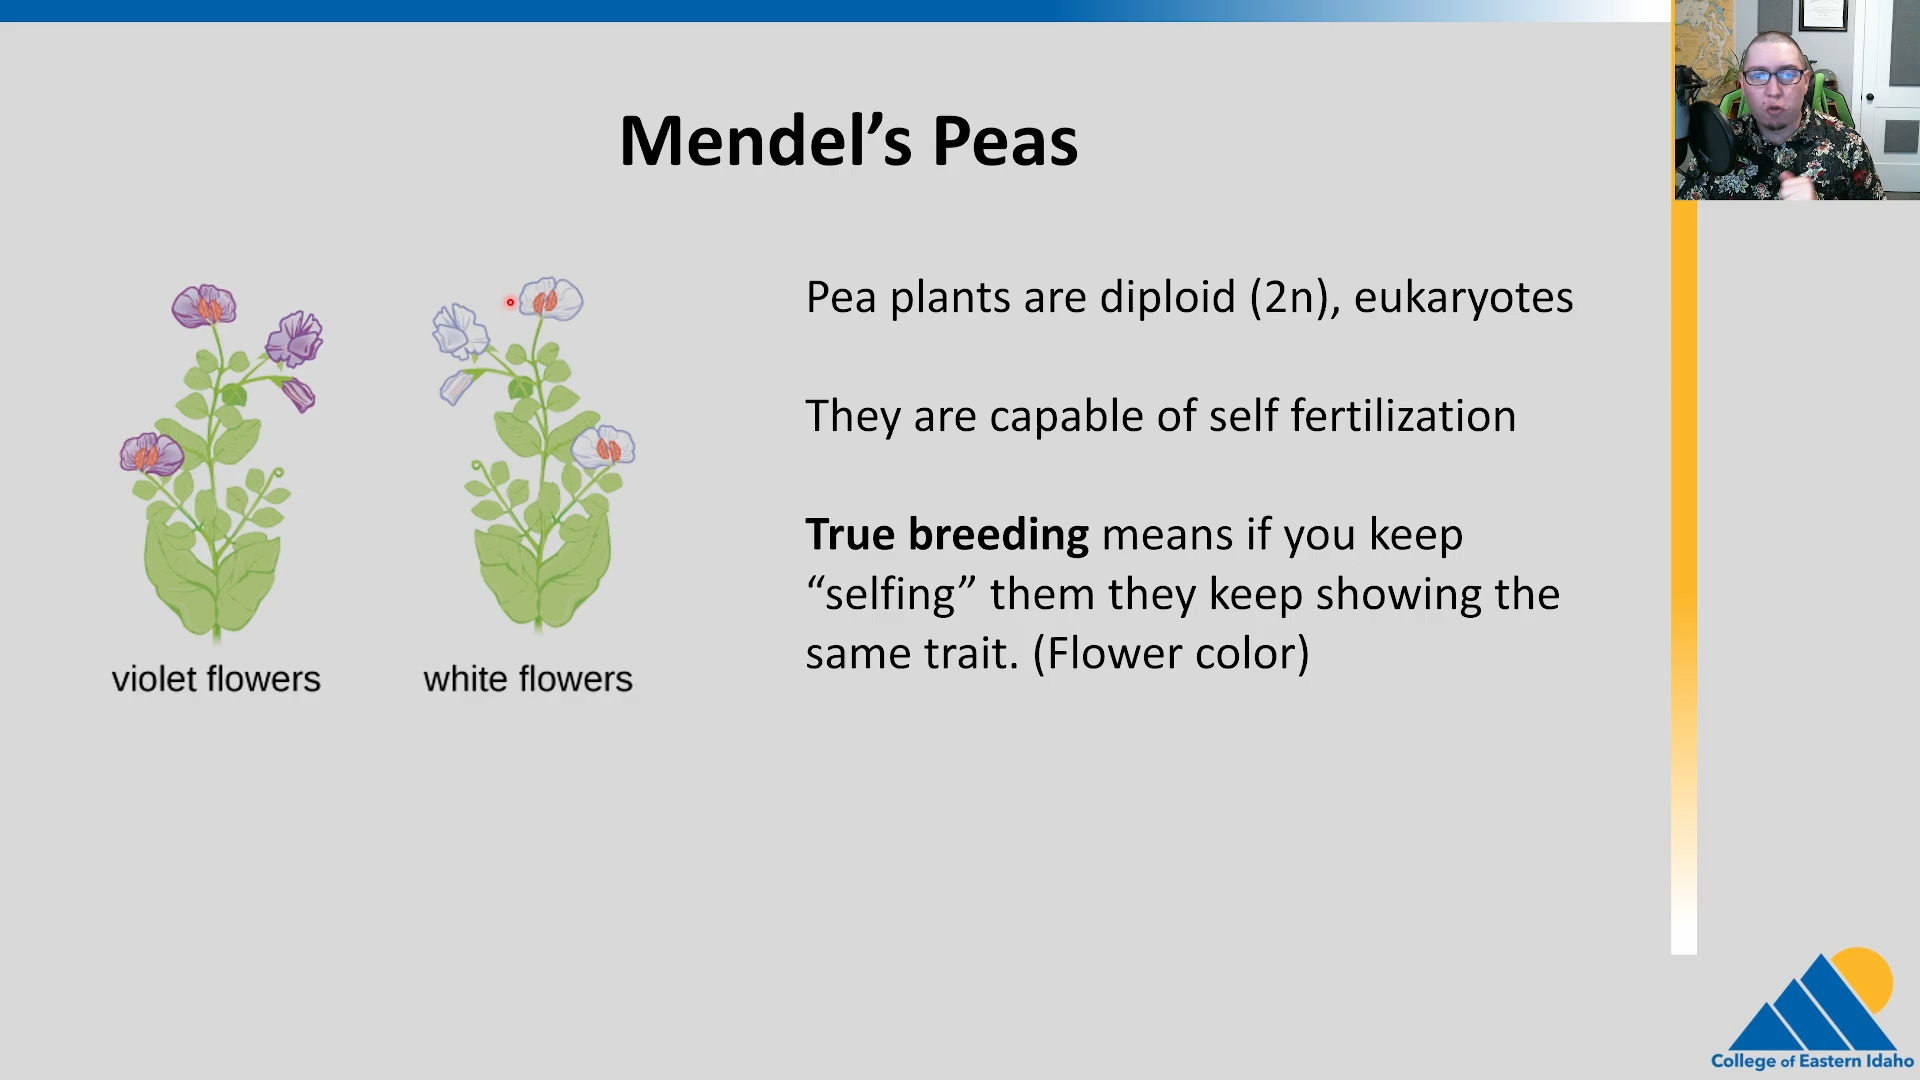 Mendel’s Peas
Pea plants are diploid (2n), eukaryotes
They are capable of self fertilization
True breeding means if you keep
“selfing” them they keep showing the
same trait. (Flower color)
violet flowers
white flowers
College of Eastern Idaho